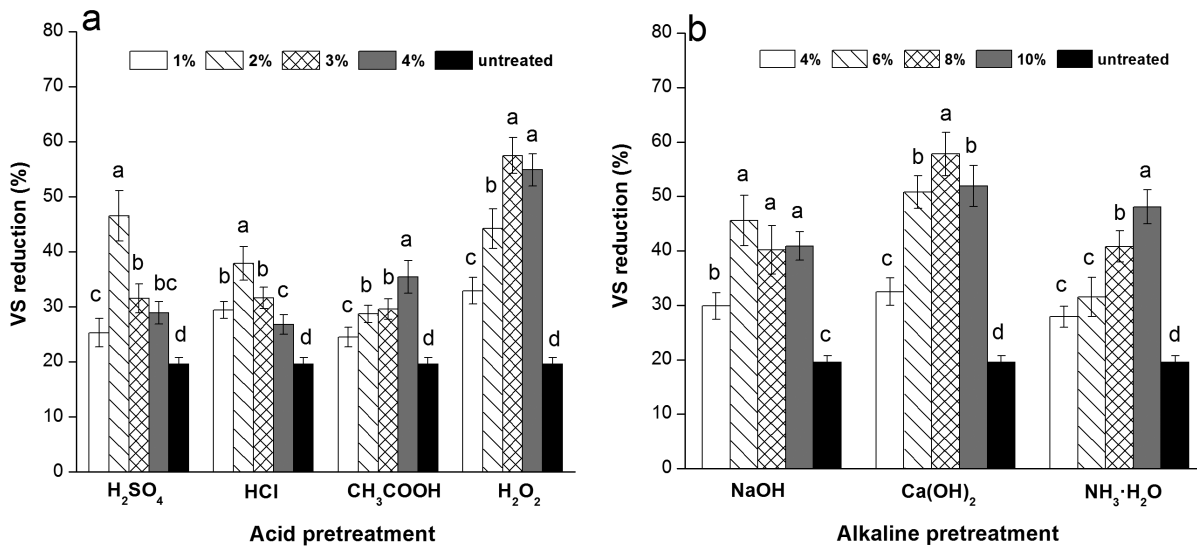 a
1% 2% 3% 4% untreated
VS reduction (%)
80
70
60
50
40
30
20
10
0
c a b bc d
b a b c d
c b b a d
c b a a d
H₂SO₄ HCl CH₃COOH H₂O₂
Acid pretreatment
b
4% 6% 8% 10% untreated
VS reduction (%)
80
70
60
50
40
30
20
10
0
b a a a c
c b a b d
c c b a d
NaOH Ca(OH)₂ NH₃·H₂O
Alkaline pretreatment